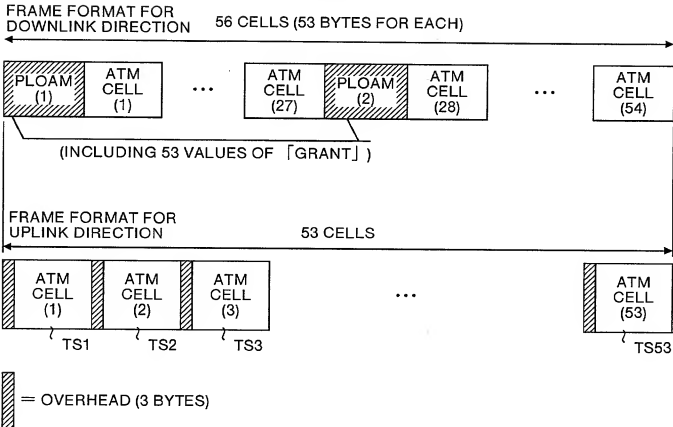 FRAME FORMAT FOR
DOWNLINK DIRECTION
56 CELLS (53 BYTES FOR EACH)
PLOAM
(1)
ATM
CELL
(1)
...
ATM
CELL
(27)
PLOAM
(2)
ATM
CELL
(28)
...
ATM
CELL
(54)
(INCLUDING 53 VALUES OF 「GRANT」)
FRAME FORMAT FOR
UPLINK DIRECTION
53 CELLS
ATM
CELL
(1)
ATM
CELL
(2)
ATM
CELL
(3)
...
ATM
CELL
(53)
TS1
TS2
TS3
TS53
= OVERHEAD (3 BYTES)